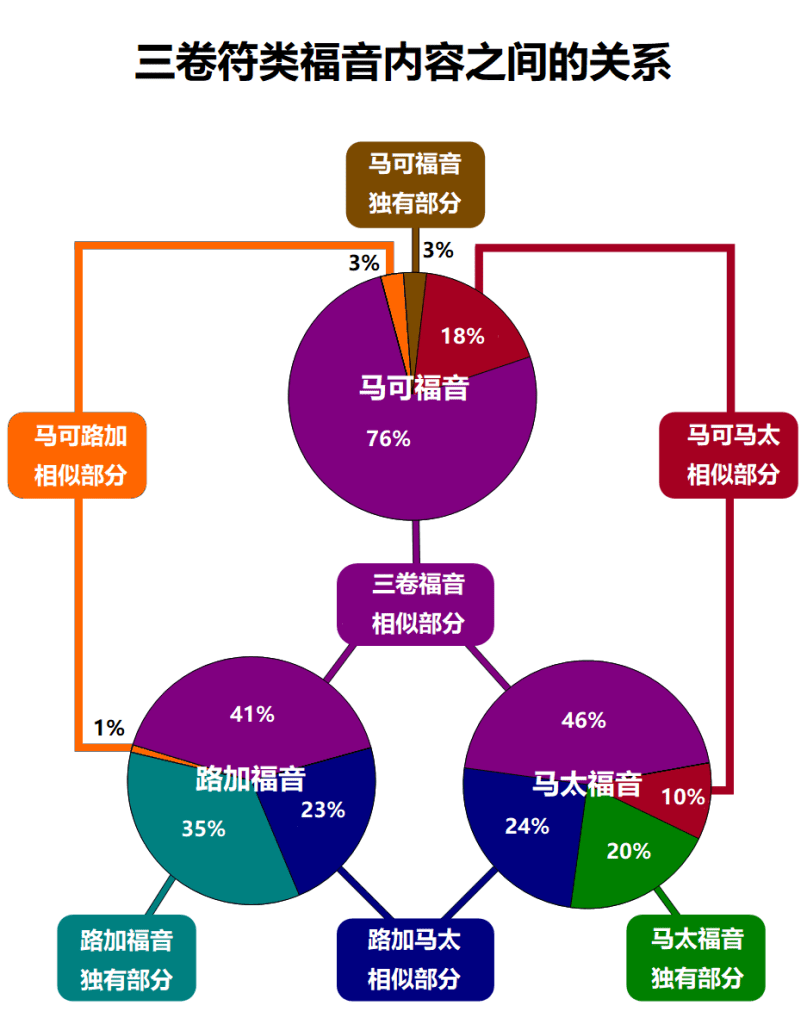 三卷符类福音内容之间的关系
马可福音
独有部分
3%
3%
18%
马可福音
76%
马可路加
相似部分
马可马太
相似部分
三卷福音
相似部分
41%
46%
1%
路加福音
马太福音
23%
10%
35%
24%
20%
路加福音
独有部分
路加马太
相似部分
马太福音
独有部分